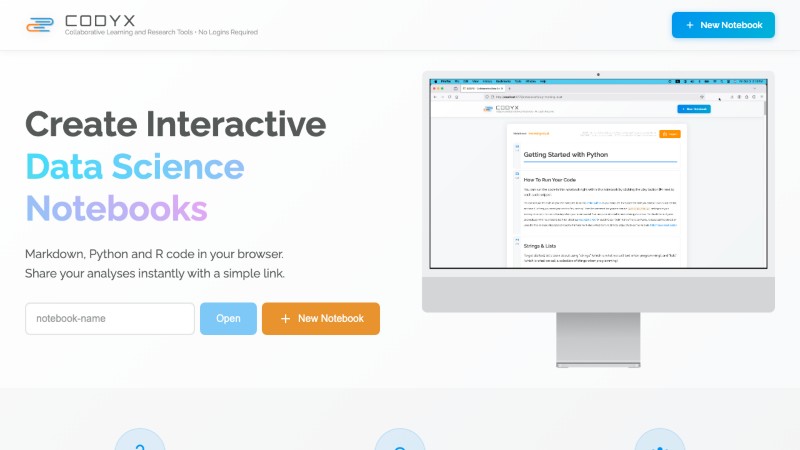 CODYX
Collaborative Learning and Research Tools • No Logins Required
+ New Notebook
Create Interactive
Data Science
Notebooks
Markdown, Python and R code in your browser.
Share your analyses instantly with a simple link.
notebook-name
Open
+ New Notebook
CODYX
+ New Notebook
Getting Started with Python
How To Run Your Code
Strings & Lists